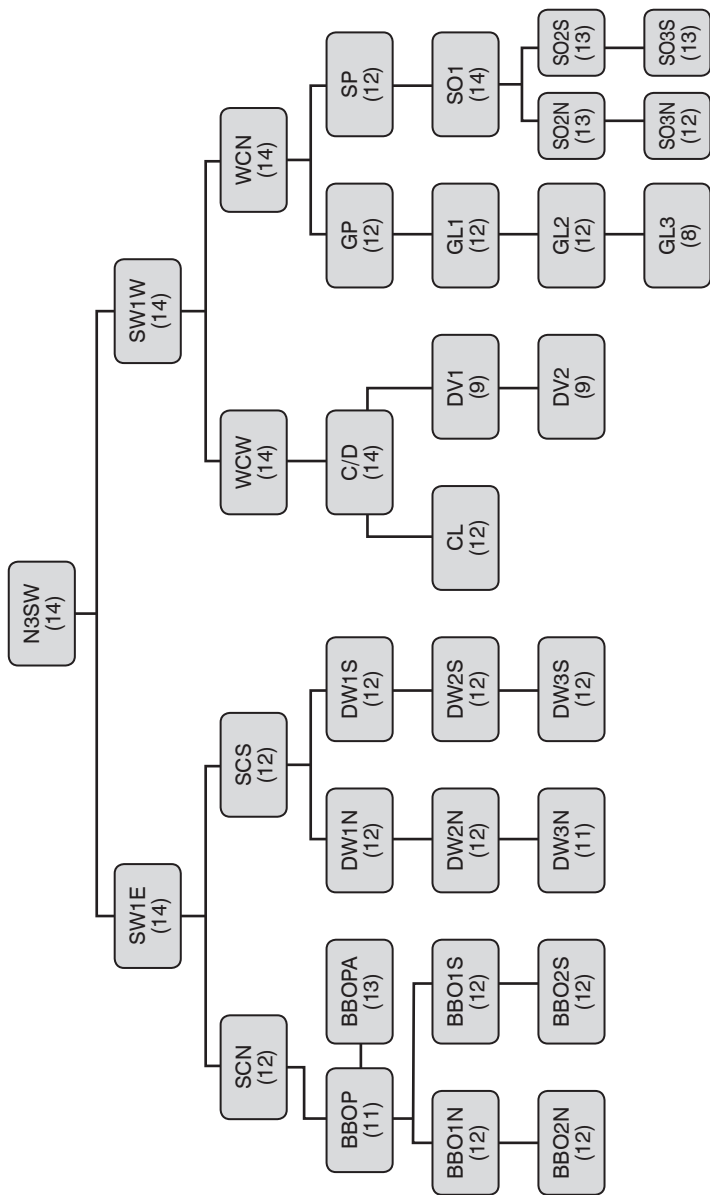 N3SW
(14)
SW1E
(14)
SW1W
(14)
SCN
(12)
SCS
(12)
WCW
(14)
WCN
(14)
BBOP
(11)
BBOPA
(13)
DW1N
(12)
DW1S
(12)
C/D
(14)
GP
(12)
SP
(12)
BBO1N
(12)
BBO1S
(12)
DW2N
(12)
DW2S
(12)
CL
(12)
DV1
(9)
GL1
(12)
SO1
(14)
BBO2N
(12)
BBO2S
(12)
DW3N
(11)
DW3S
(12)
DV2
(9)
GL2
(12)
SO2N
(13)
SO2S
(13)
GL3
(8)
SO3N
(12)
SO3S
(13)